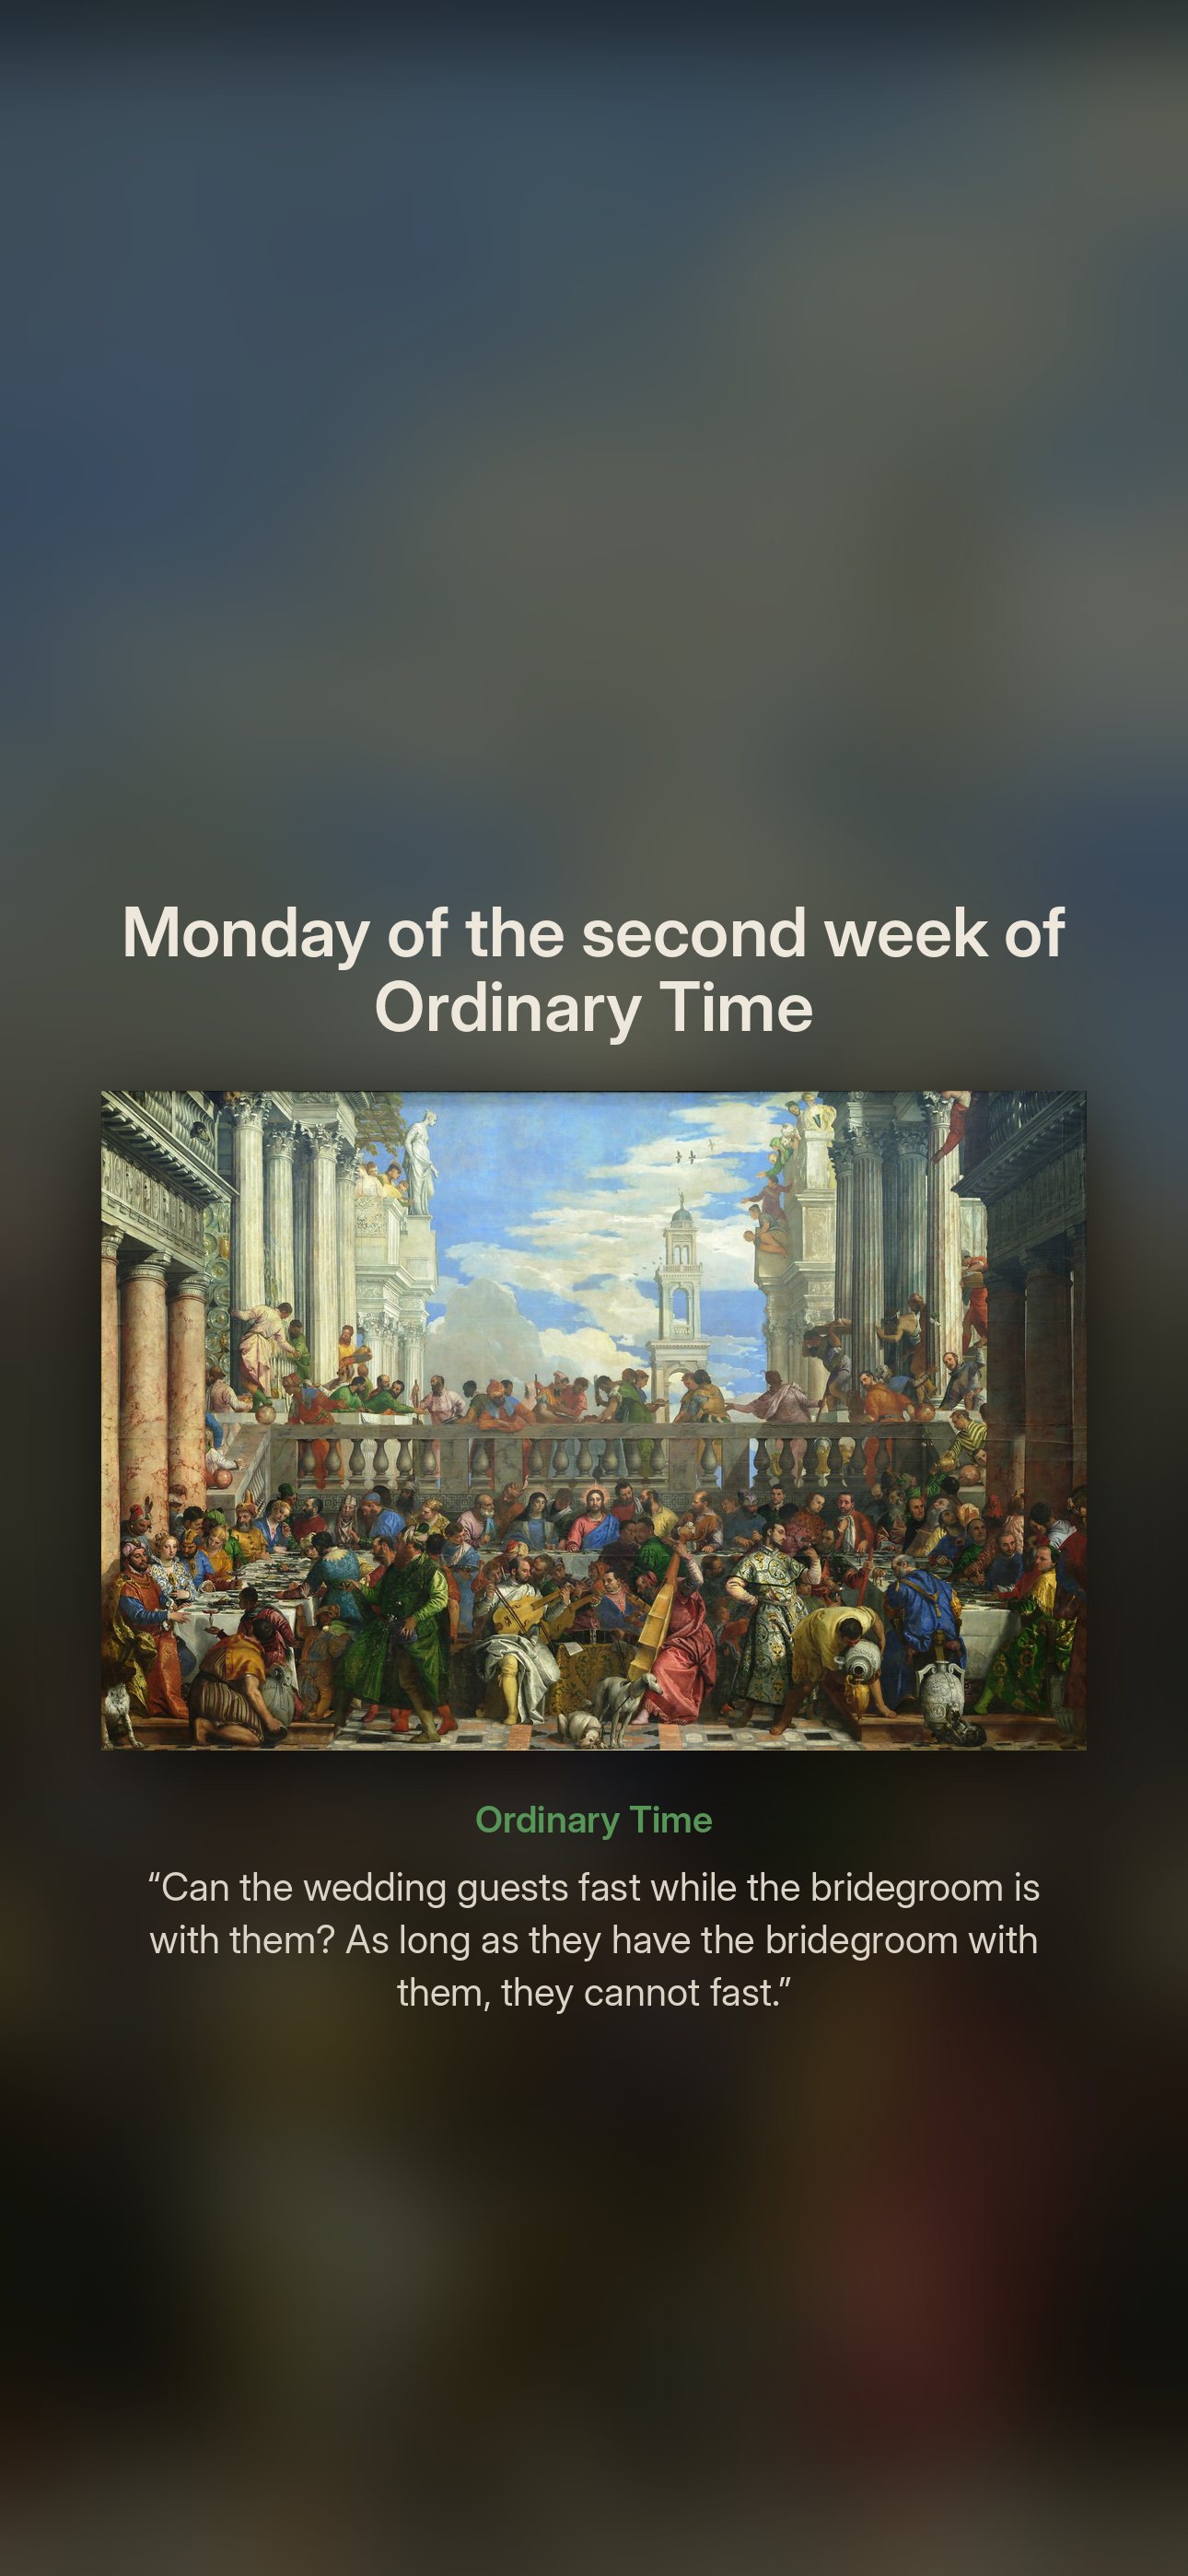 Monday of the second week of
Ordinary Time
Ordinary Time
“Can the wedding guests fast while the bridegroom is
with them? As long as they have the bridegroom with
them, they cannot fast.”